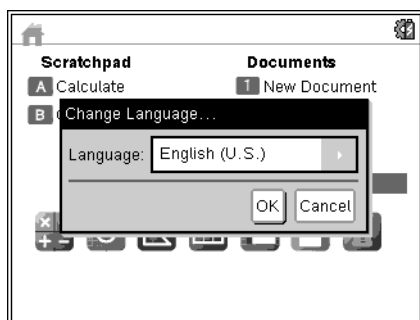 Scratchpad
Documents
A Calculate
1 New Document
B
Change Language...
Language: English (U.S.)
OK Cancel